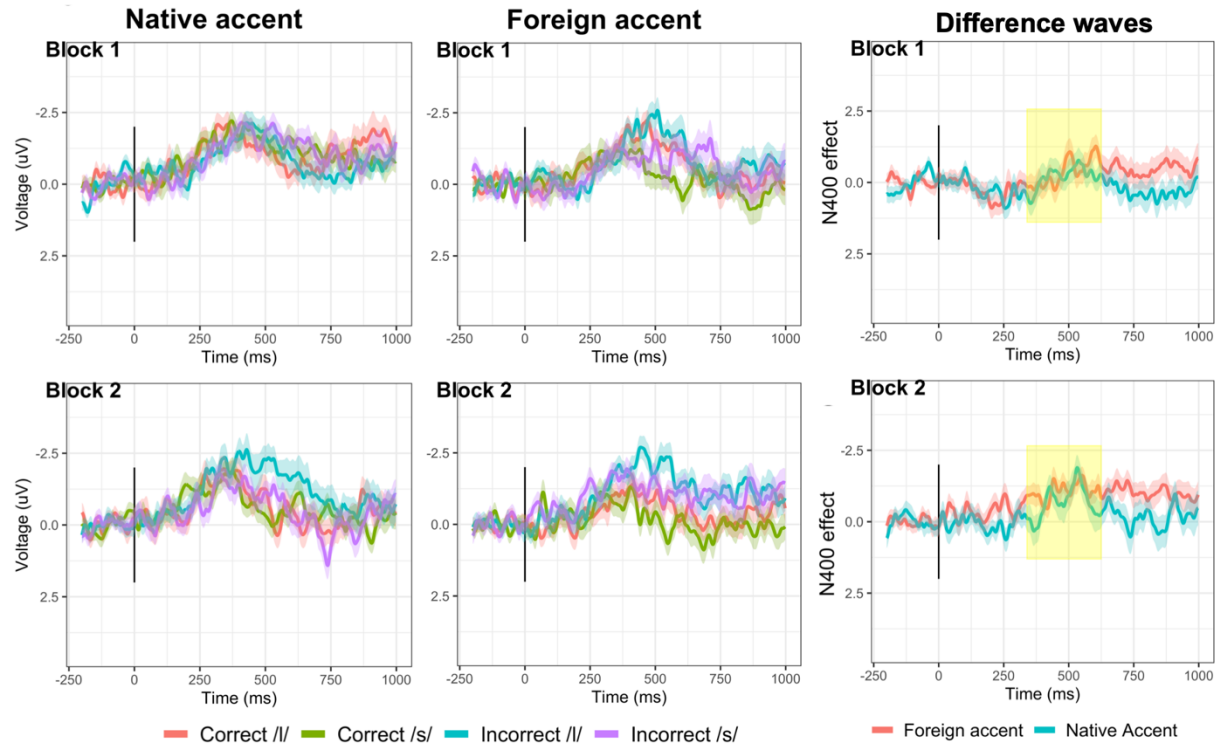 Native accent
Foreign accent
Difference waves
Block 1
Block 1
Block 1
Voltage (uV)
-2.5
0.0
2.5
-250 0 250 500 750 1000
Time (ms)
-2.5
0.0
2.5
-250 0 250 500 750 1000
Time (ms)
N400 effect
2.5
0.0
2.5
-250 0 250 500 750 1000
Time (ms)
Block 2
Block 2
Block 2
Voltage (uV)
-2.5
0.0
2.5
-250 0 250 500 750 1000
Time (ms)
-2.5
0.0
2.5
-250 0 250 500 750 1000
Time (ms)
N400 effect
-2.5
0.0
2.5
-250 0 250 500 750 1000
Time (ms)
Correct /l/ Correct /s/ Incorrect /l/ Incorrect /s/
Foreign accent Native Accent